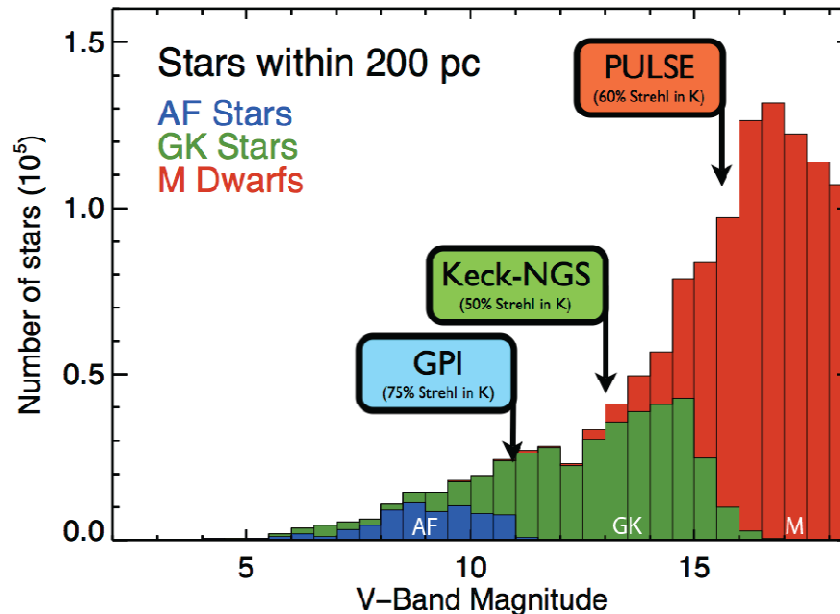 Stars within 200 pc
AF Stars
GK Stars
M Dwarfs
PULSE
(60% Strehl in K)
Keck-NGS
(50% Strehl in K)
GPI
(75% Strehl in K)
Number of stars (10⁵)
1.5
1.0
0.5
0.0
AF
GK
M
5
10
15
V-Band Magnitude